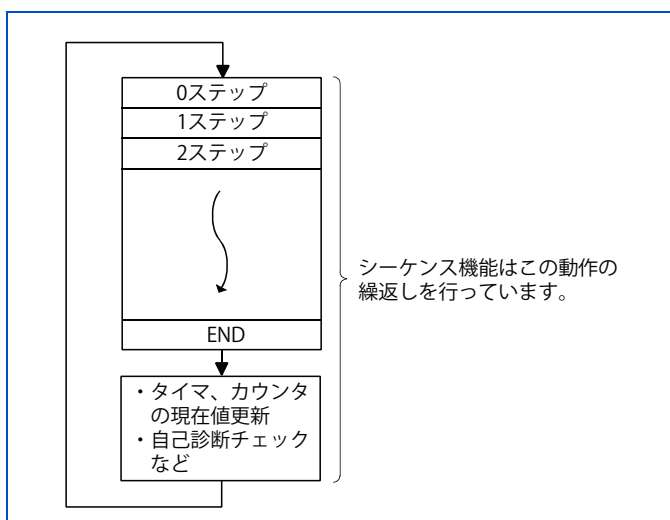 0ステップ
1ステップ
2ステップ
END
・タイマ、カウンタ
の現在値更新
・自己診断チェック
など
シーケンス機能はこの動作の
繰返しを行っています。